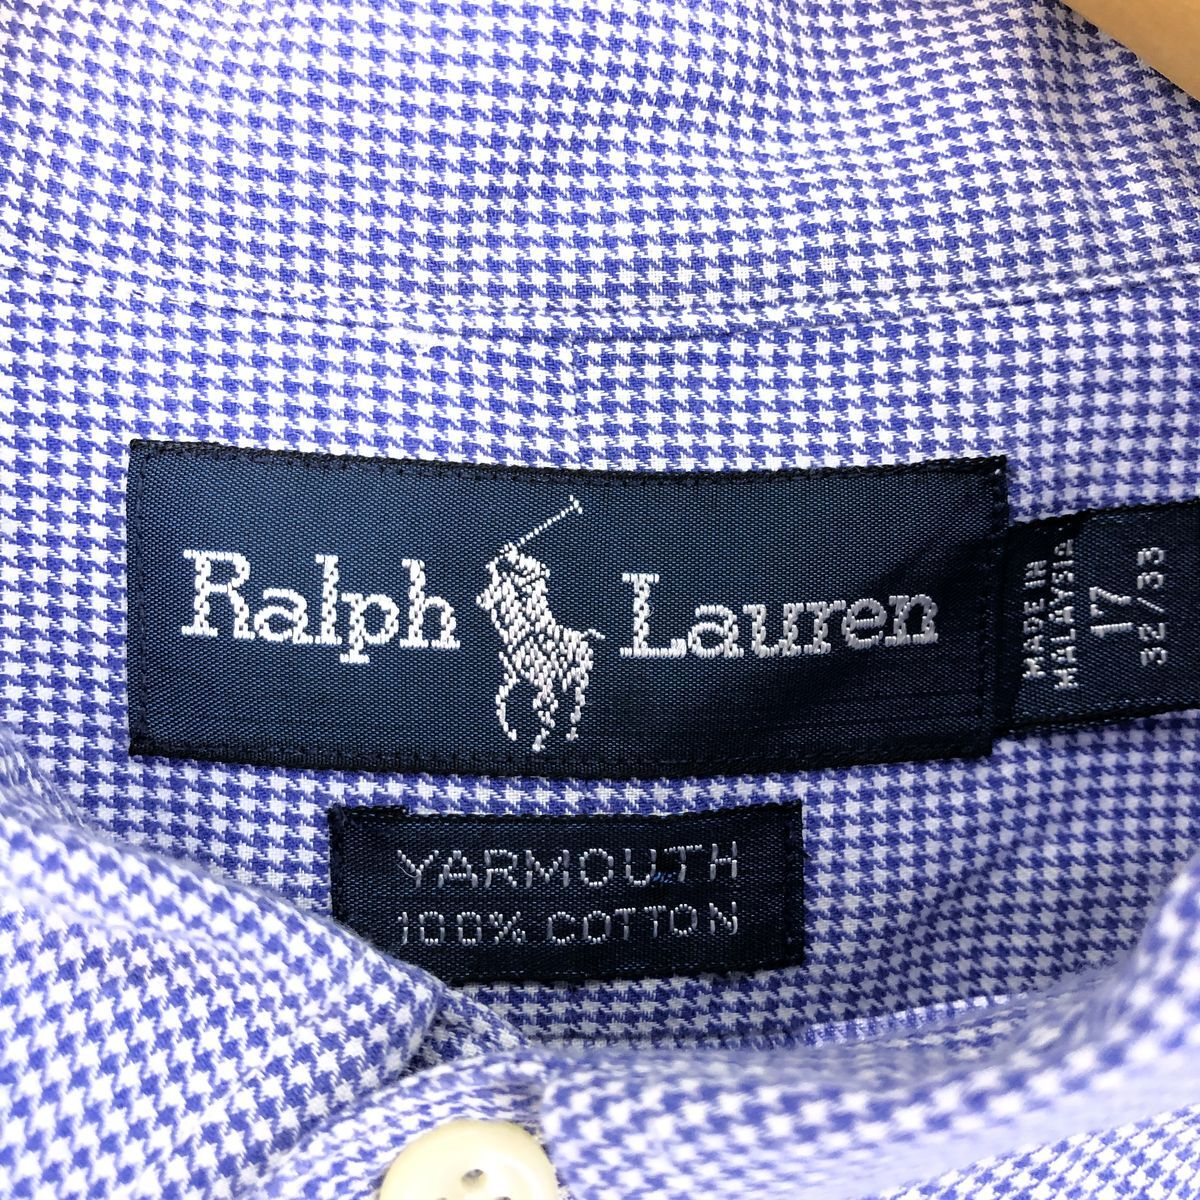 Ralph Lauren
MADE IN
MALAYSIA
17
32/33
YARMOUTH
100% COTTON